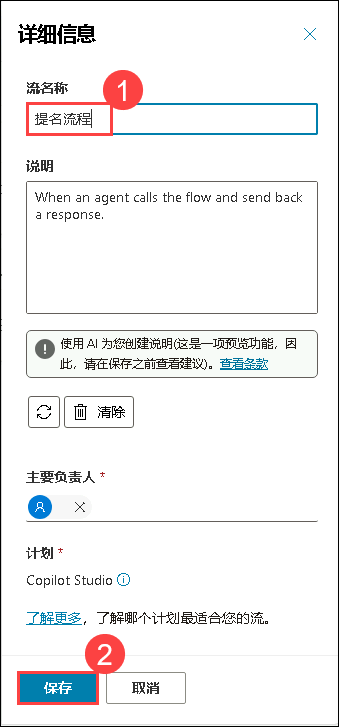 详细信息
流名称
1
提名流程
说明
When an agent calls the flow and send back
a response.
使用 AI 为您创建说明(这是一项预览功能，因
此，请在保存之前查看建议)。查看条款
清除
主要负责人 *
计划 *
Copilot Studio
了解更多，了解哪个计划最适合您的流。
2
保存 取消